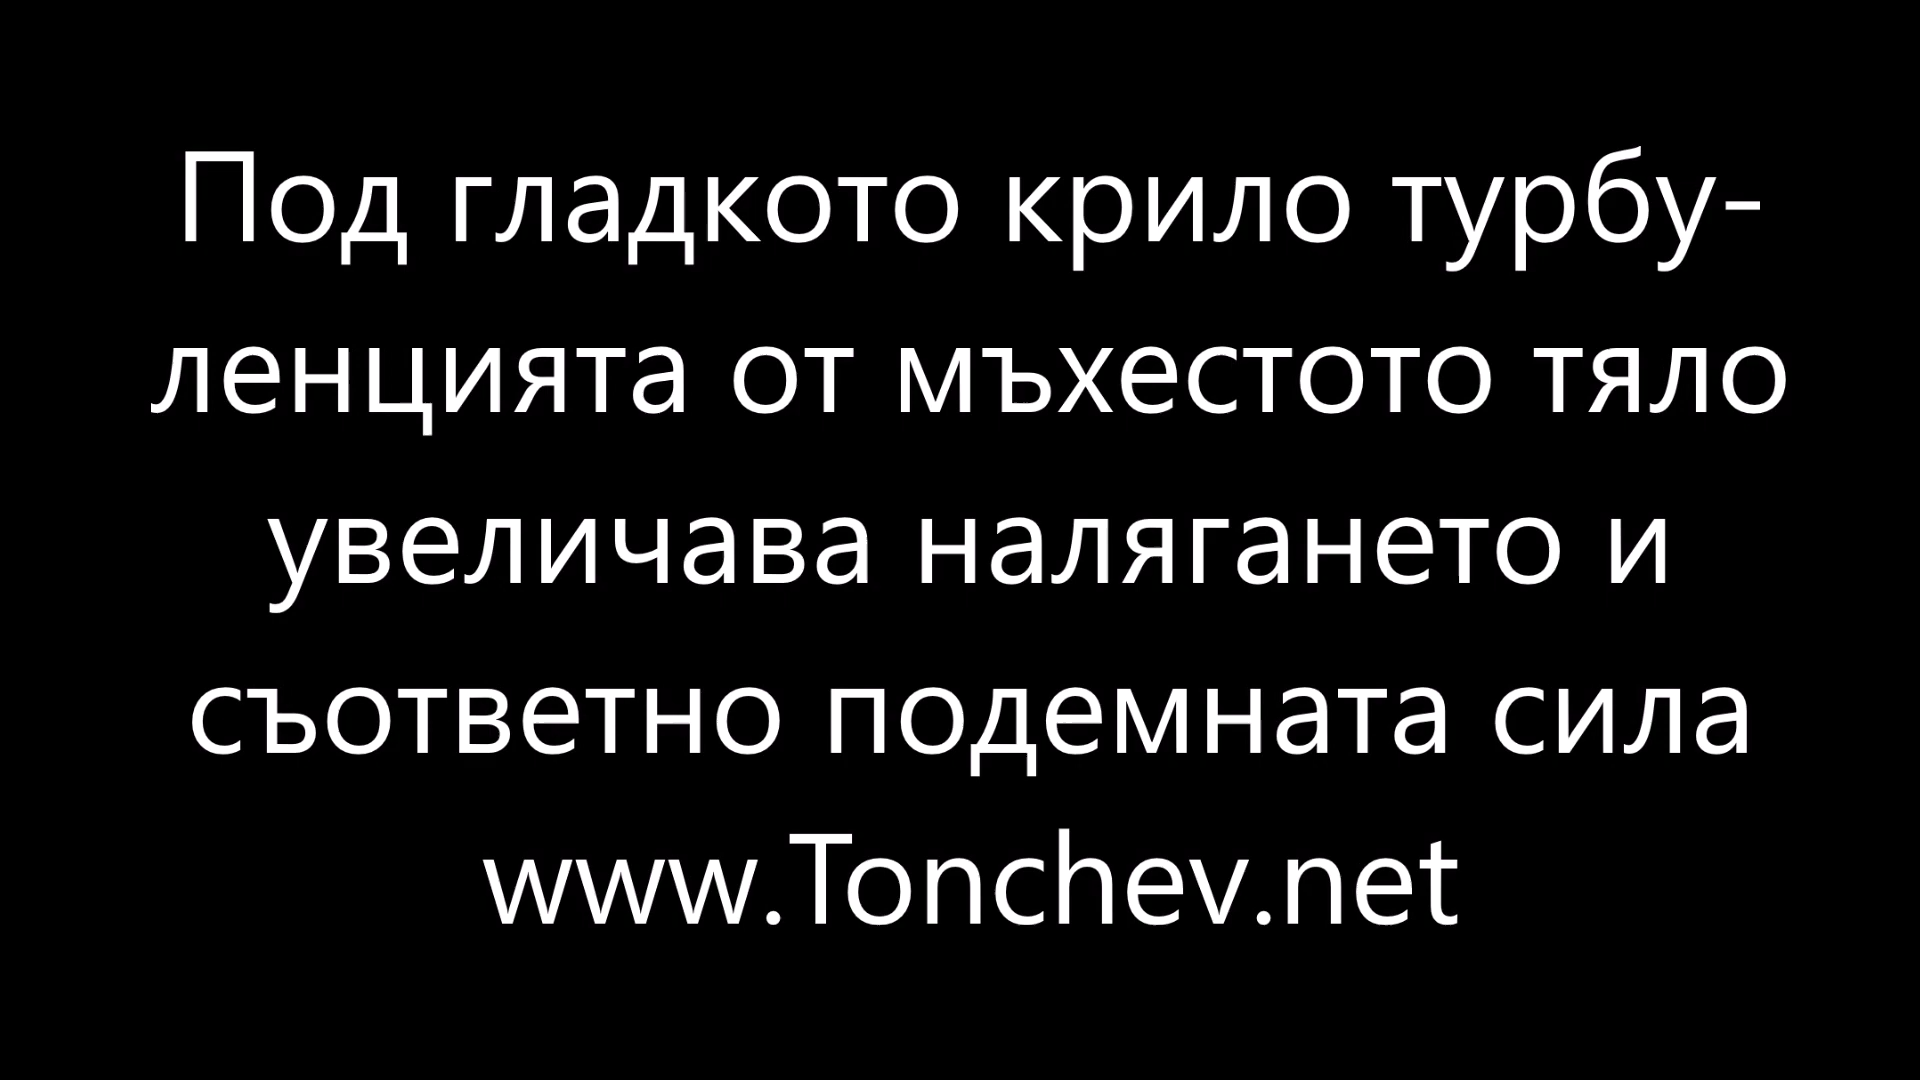 Под гладкото крило турбу-
ленцията от мъхестото тяло
увеличава налягането и
съответно подемната сила
www.Tonchev.net